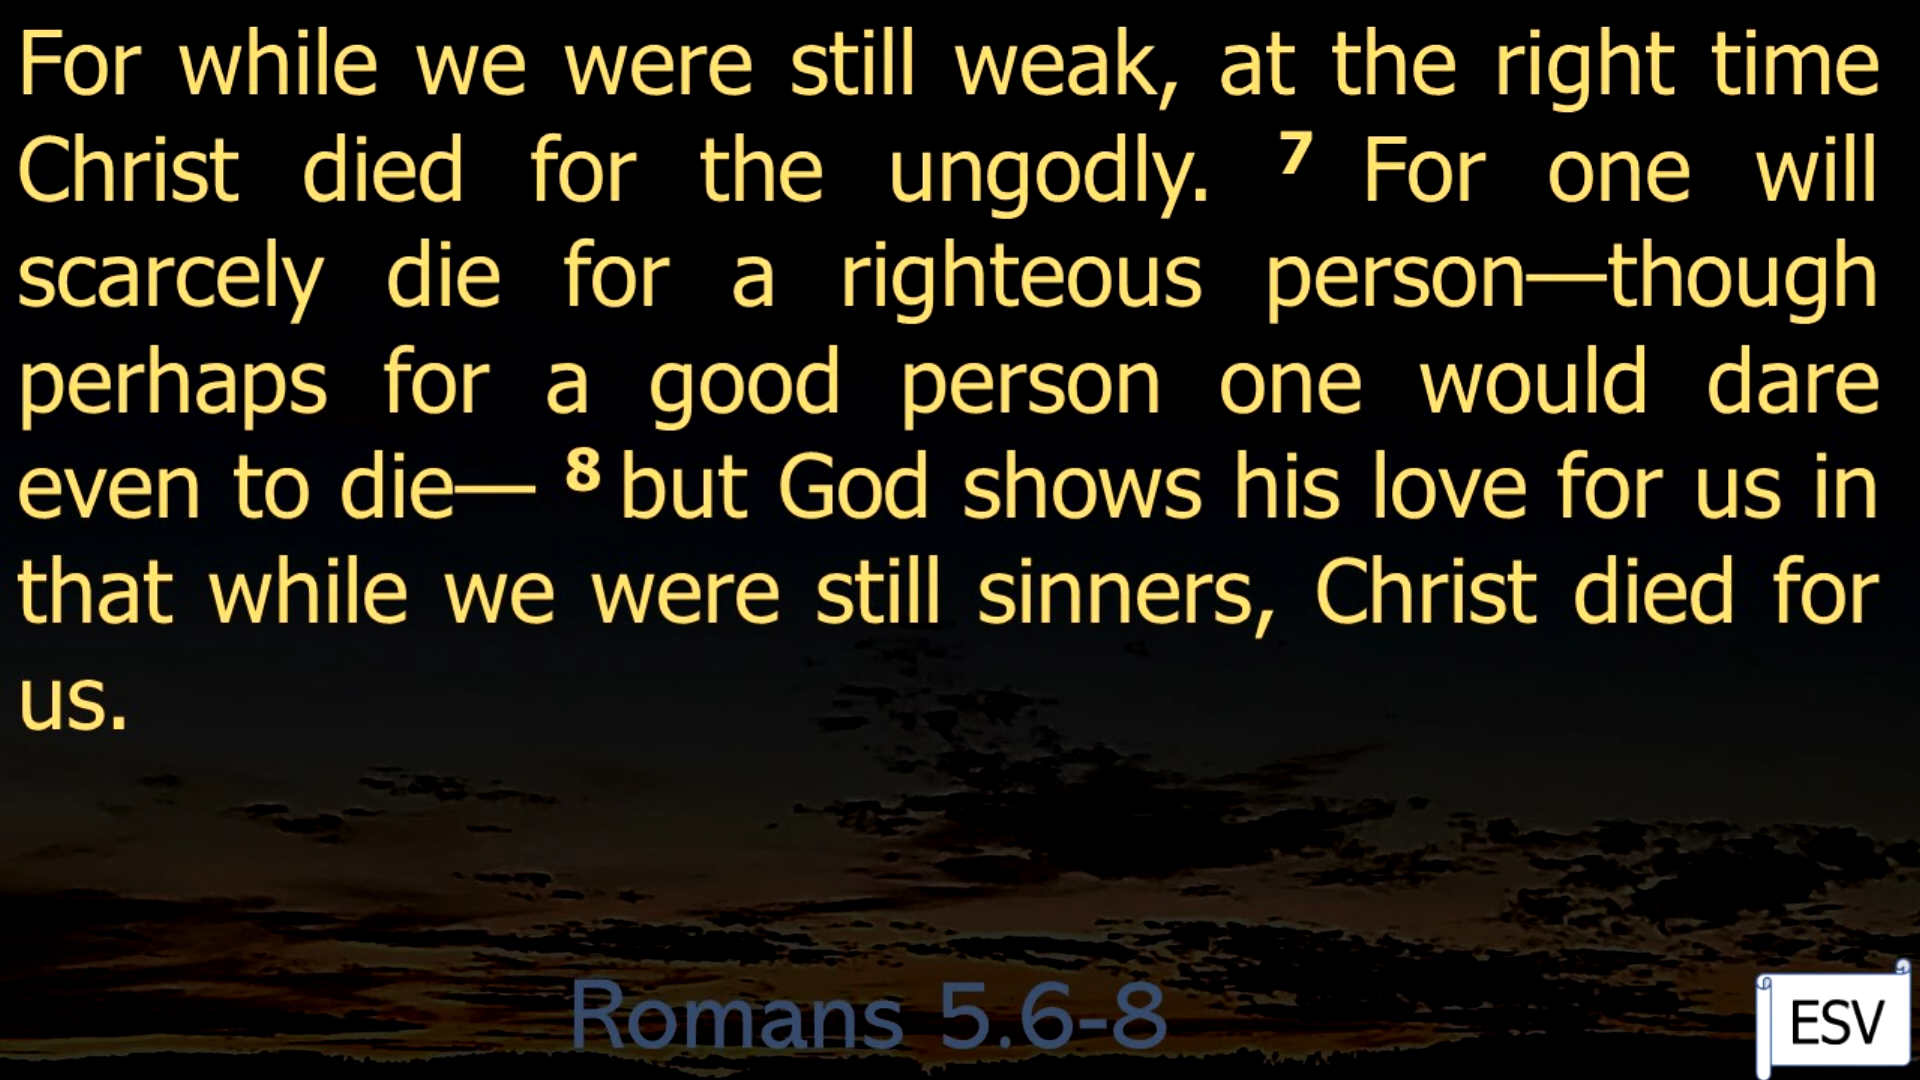 For while we were still weak, at the right time
Christ died for the ungodly. 7 For one will
scarcely die for a righteous person—though
perhaps for a good person one would dare
even to die— 8 but God shows his love for us in
that while we were still sinners, Christ died for
us.
Romans 5.6-8
ESV